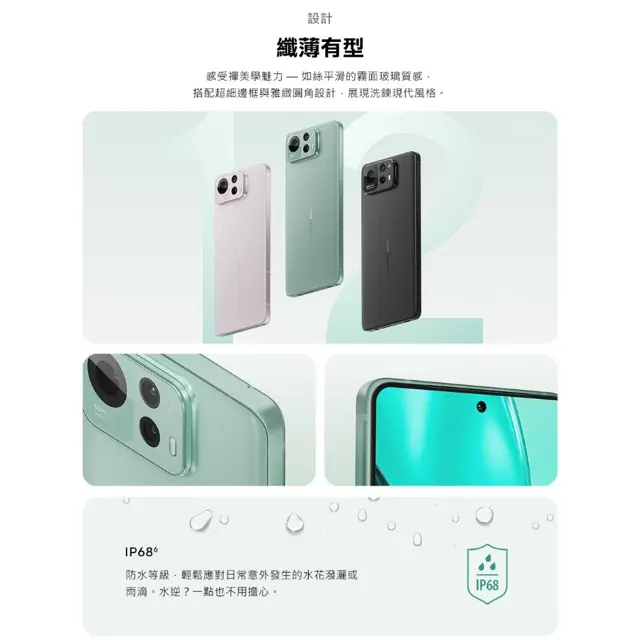 設計
纖薄有型
感受禪美學魅力 — 如絲平滑的霧面玻璃質感，
搭配超細邊框與雅緻圓角設計，展現洗鍊現代風格。
12
IP68⁶
防水等級，輕鬆應對日常意外發生的水花潑灑或
雨滴。水逆？一點也不用擔心。
IP68